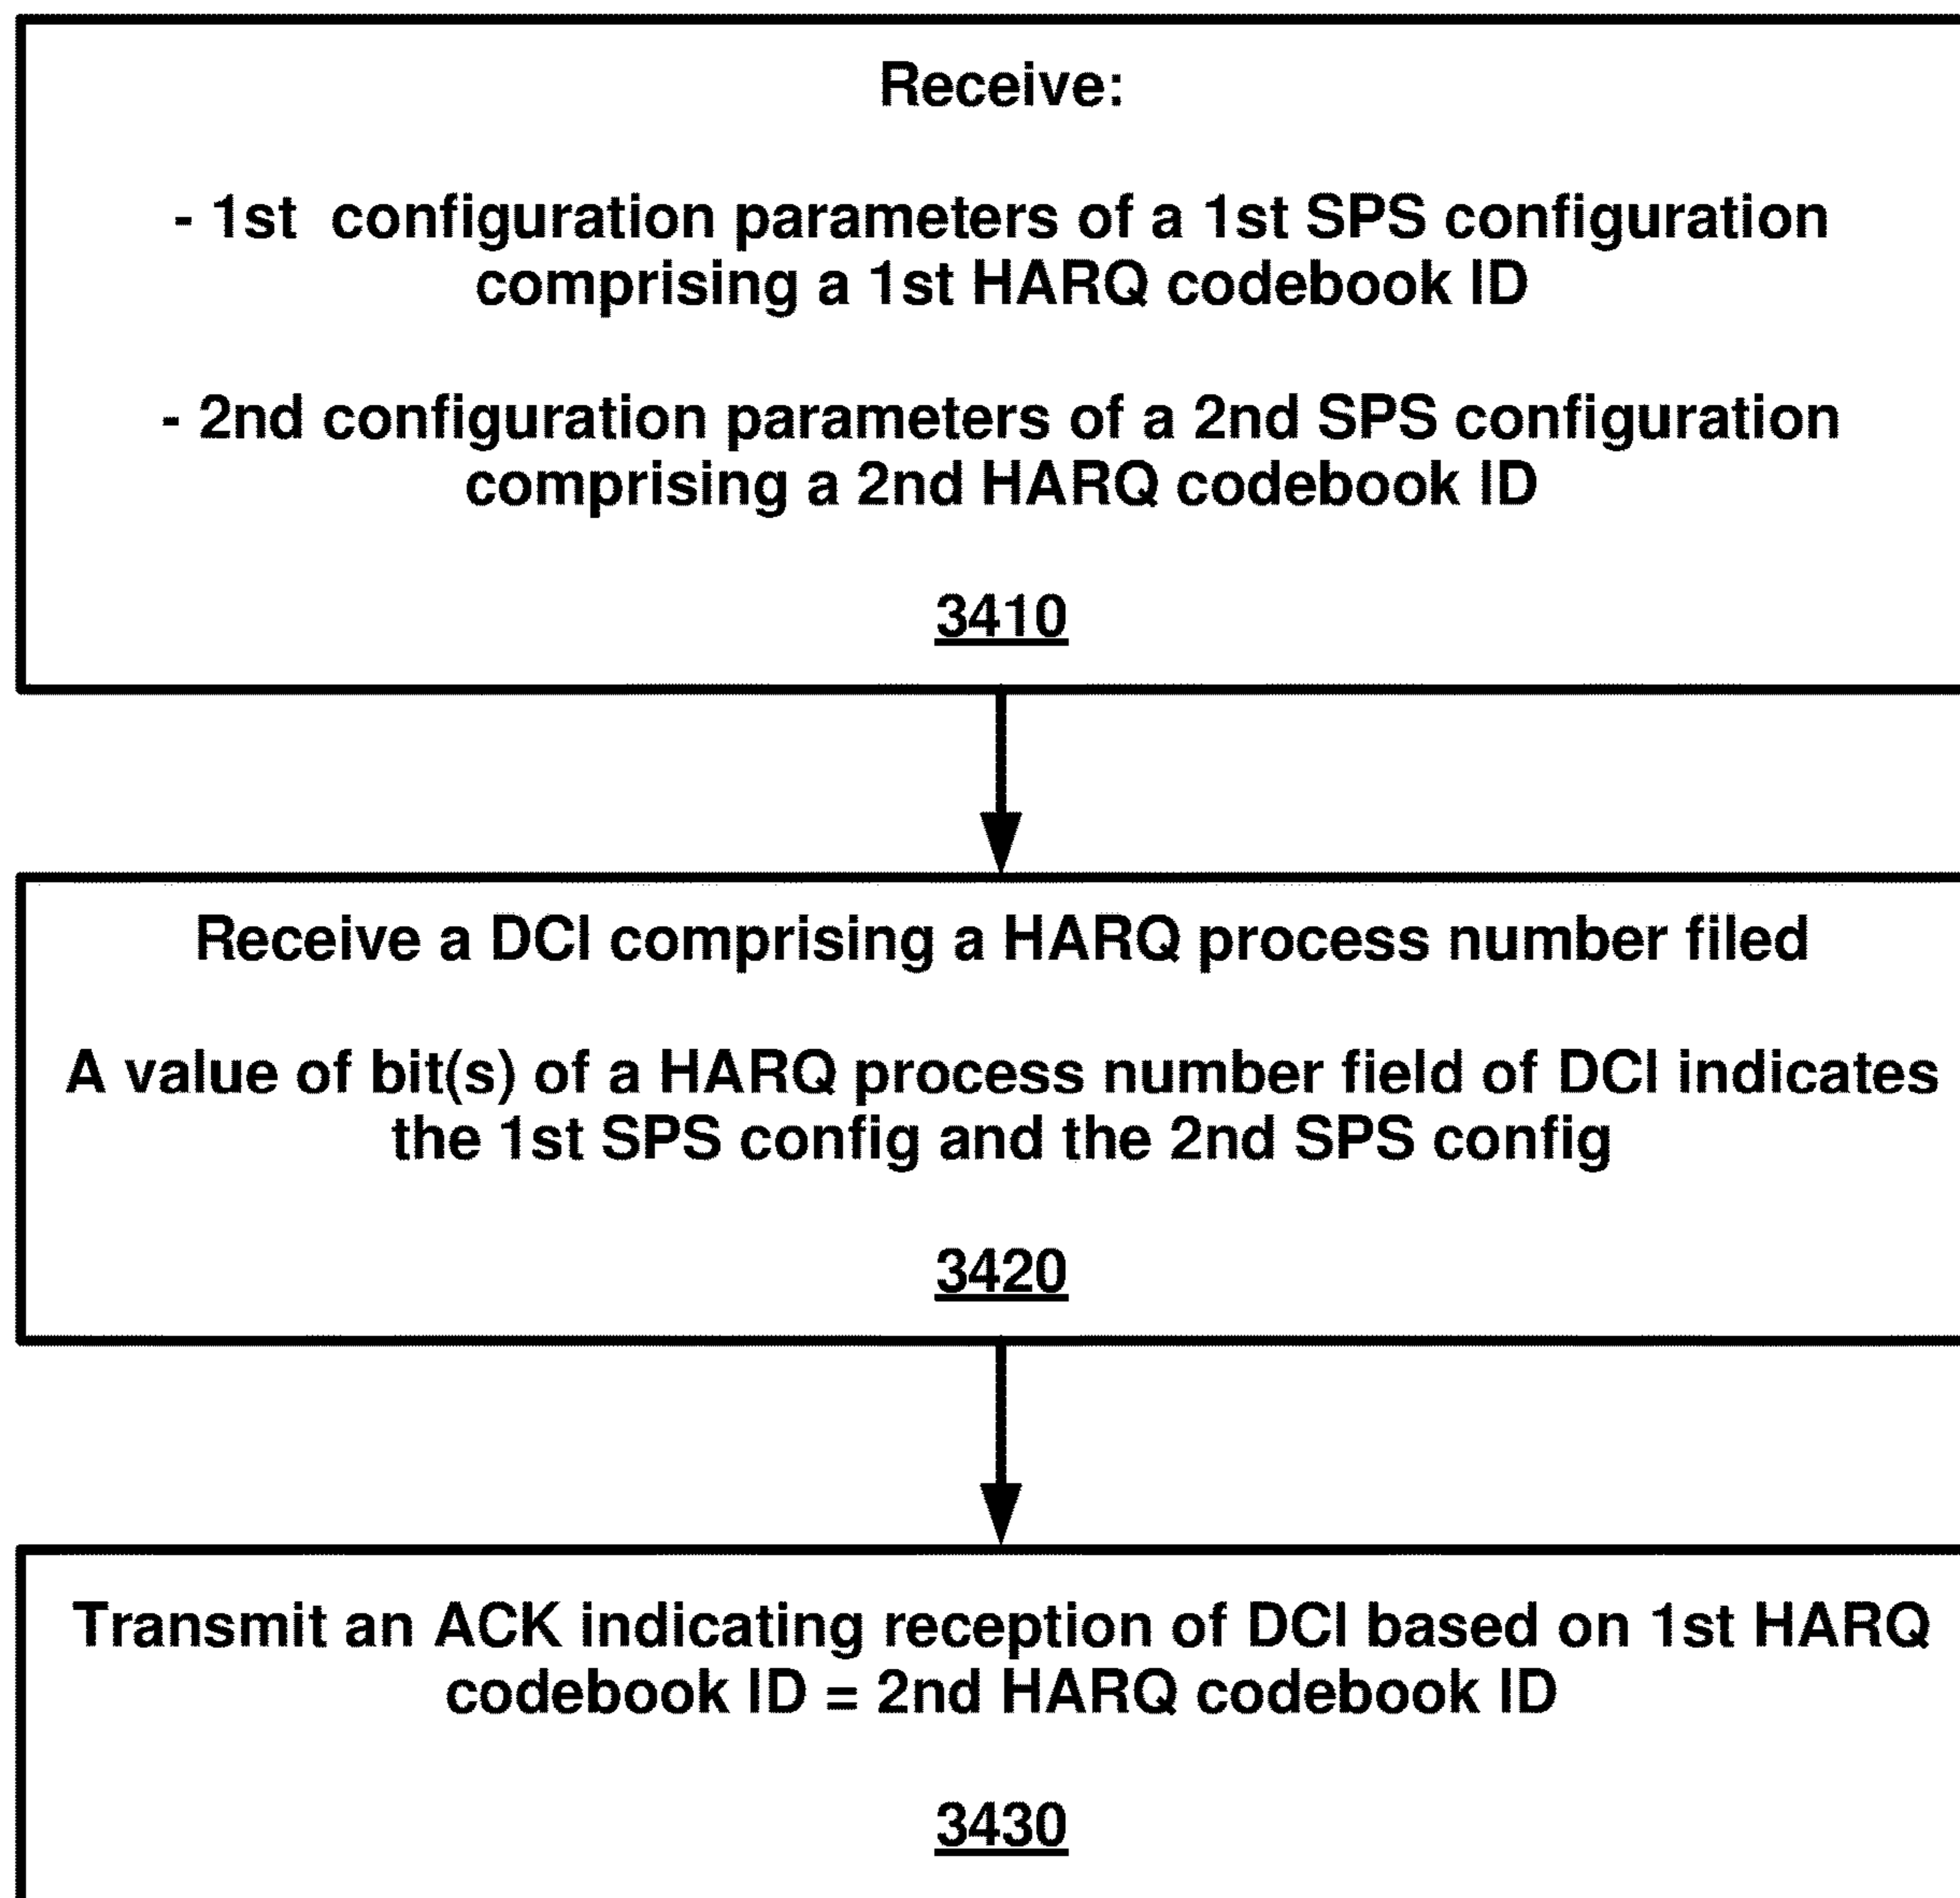 Receive:
- 1st configuration parameters of a 1st SPS configuration
comprising a 1st HARQ codebook ID
- 2nd configuration parameters of a 2nd SPS configuration
comprising a 2nd HARQ codebook ID
3410
Receive a DCI comprising a HARQ process number filed
A value of bit(s) of a HARQ process number field of DCI indicates
the 1st SPS config and the 2nd SPS config
3420
Transmit an ACK indicating reception of DCI based on 1st HARQ
codebook ID = 2nd HARQ codebook ID
3430